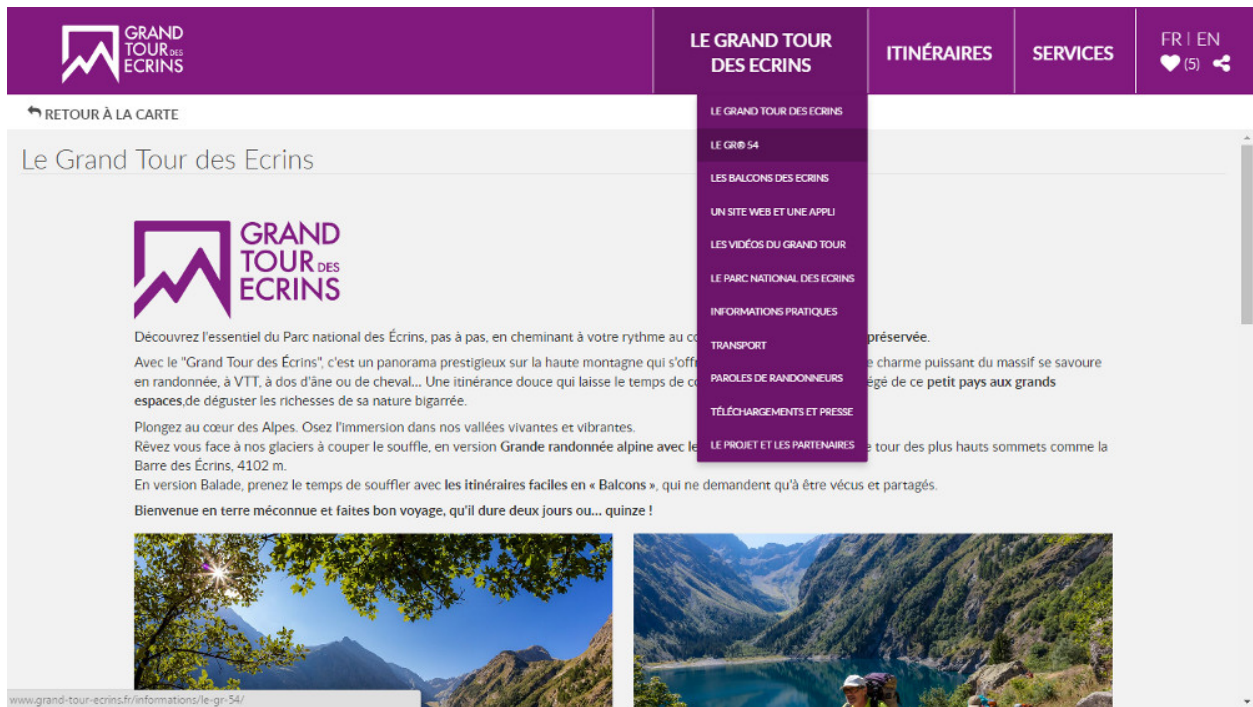 GRAND
TOUR DES
ECRINS
LE GRAND TOUR
DES ECRINS
ITINÉRAIRES
SERVICES
FR | EN
(5)
RETOUR À LA CARTE
LE GRAND TOUR DES ECRINS
LE GR® 54
LES BALCONS DES ECRINS
UN SITE WEB ET UNE APPLI
LES VIDÉOS DU GRAND TOUR
LE PARC NATIONAL DES ECRINS
INFORMATIONS PRATIQUES
TRANSPORT
PAROLES DE RANDONNEURS
TÉLÉCHARGEMENTS ET PRESSE
LE PROJET ET LES PARTENAIRES
Le Grand Tour des Ecrins
GRAND
TOUR DES
ECRINS
Découvrez l'essentiel du Parc national des Écrins, pas à pas, en cheminant à votre rythme au préservée.
Avec le "Grand Tour des Écrins", c'est un panorama prestigieux sur la haute montagne qui charme puissant du massif se savoure
en randonnée, à VTT, à dos d'âne ou de cheval... Une itinérance douce qui laisse le temps de de ce petit pays aux grands
espaces,de déguster les richesses de sa nature bigarrée.
Plongez au cœur des Alpes. Osez l'immersion dans nos vallées vivantes et vibrantes.
Rêvez vous face à nos glaciers à couper le souffle, en version Grande randonnée alpine avec tour des plus hauts sommets comme la
Barre des Écrins, 4102 m.
En version Balade, prenez le temps de souffler avec les itinéraires faciles en « Balcons », qui ne demandent qu'à être vécus et partagés.
Bienvenue en terre méconnue et faites bon voyage, qu'il dure deux jours ou... quinze !
www.grand-tour-ecrins.fr/informations/le-gr-54/